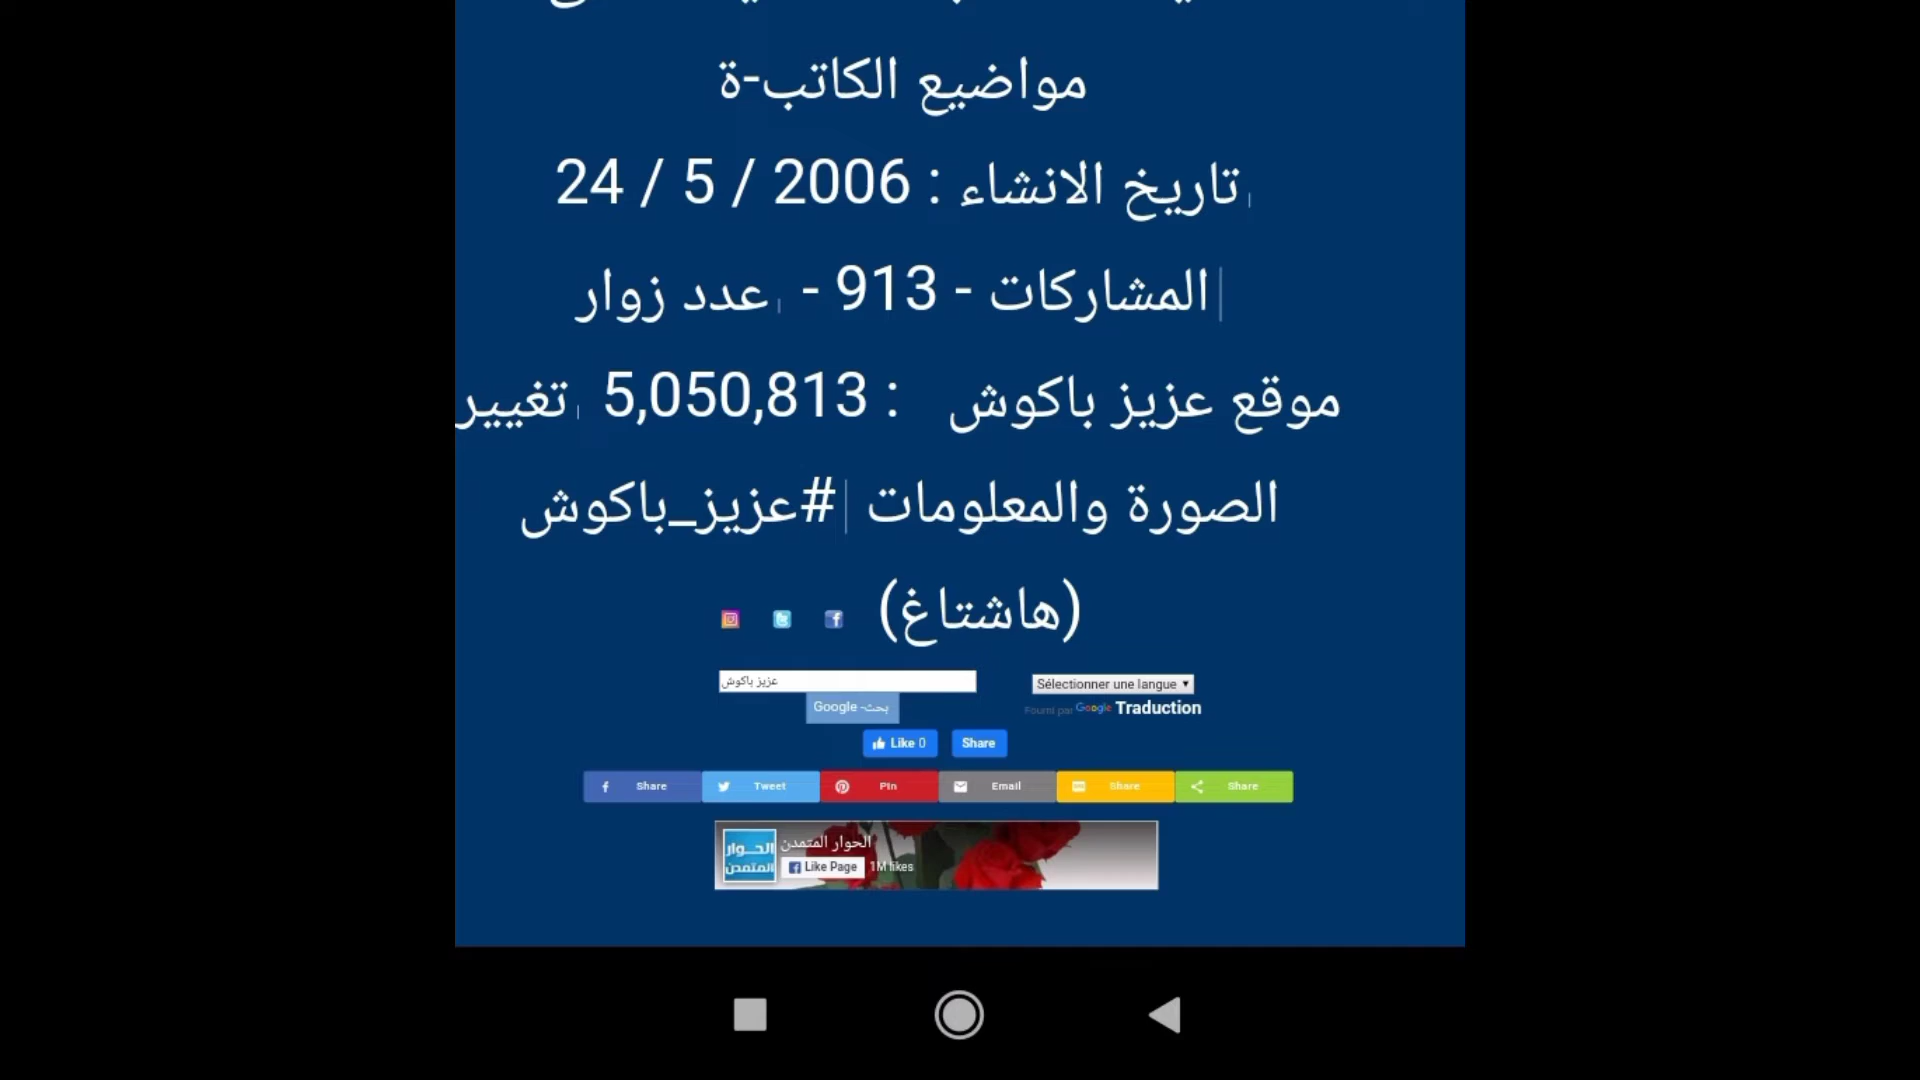 مواضيع الكاتب-ة
تاريخ الانشاء : 2006 / 5 / 24
المشاركات - 913 - عدد زوار
موقع عزيز باكوش : 5,050,813 تغيير
الصورة والمعلومات #عزيز_باكوش
(هاشتاغ)
عزيز باكوش
Sélectionner une langue
Google -بحث
Fourni par Google Traduction
Like 0 Share
Share Tweet Pin Email Share Share
الحوار المتمدن
الحوار المتمدن
Like Page 1M likes